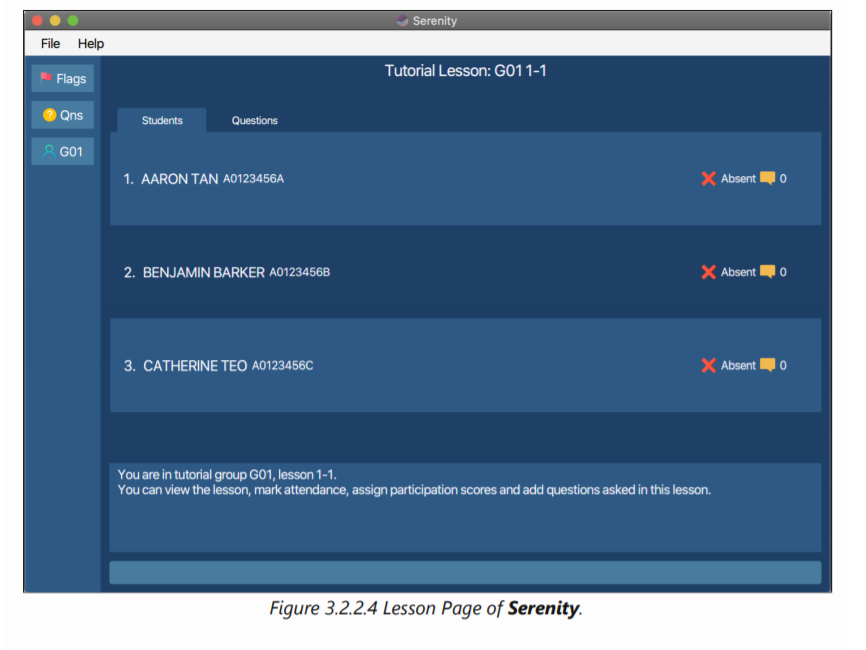 Serenity
File Help
Tutorial Lesson: G01 1-1
Flags
Qns
G01
Students Questions
1. AARON TAN A0123456A Absent 0
2. BENJAMIN BARKER A0123456B Absent 0
3. CATHERINE TEO A0123456C Absent 0
You are in tutorial group G01, lesson 1-1.
You can view the lesson, mark attendance, assign participation scores and add questions asked in this lesson.
Figure 3.2.2.4 Lesson Page of Serenity.